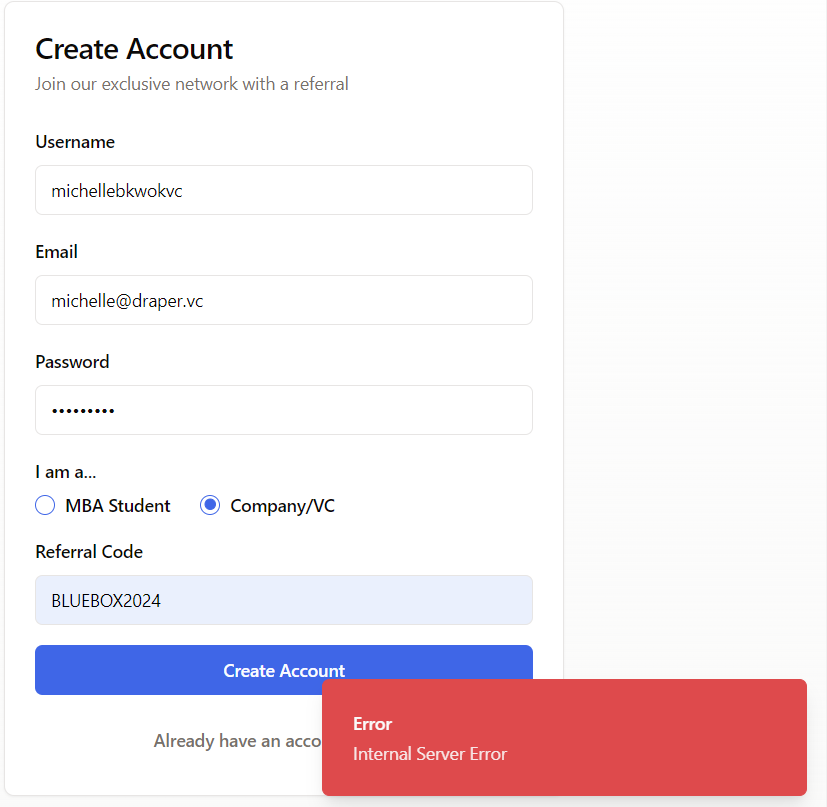 Create Account
Join our exclusive network with a referral
Username
michellebkwokvc
Email
michelle@draper.vc
Password
•••••••••
I am a...
MBA Student Company/VC
Referral Code
BLUEBOX2024
Create Account
Already have an acco
Error
Internal Server Error